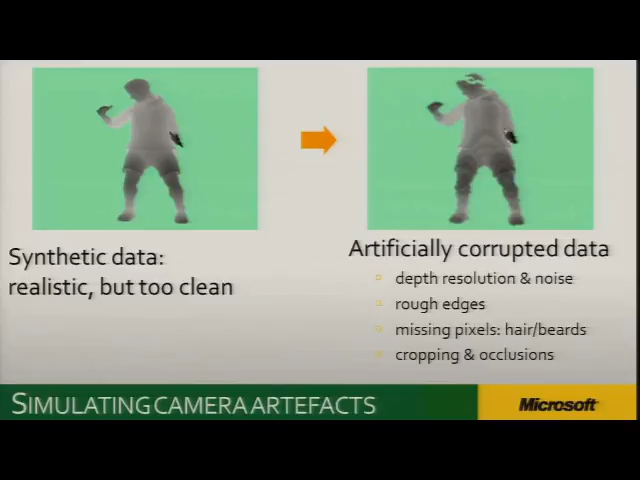 Synthetic data:
realistic, but too clean
Artificially corrupted data
depth resolution & noise
rough edges
missing pixels: hair/beards
cropping & occlusions
SIMULATING CAMERA ARTEFACTS
Microsoft